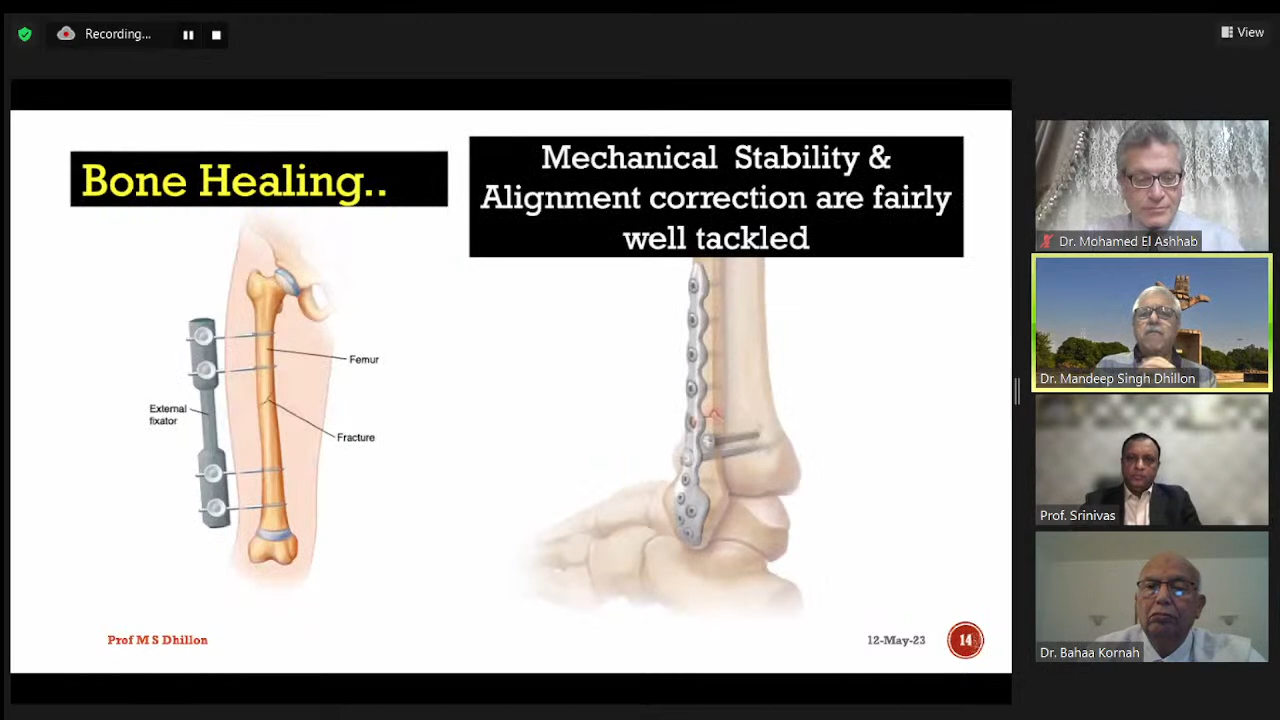 Recording...
View
Bone Healing..
Mechanical Stability &
Alignment correction are fairly
well tackled
Femur
External
fixator
Fracture
Prof M S Dhillon
12-May-23
14
Dr. Mohamed El Ashhab
Dr. Mandeep Singh Dhillon
Prof. Srinivas
Dr. Bahaa Kornah